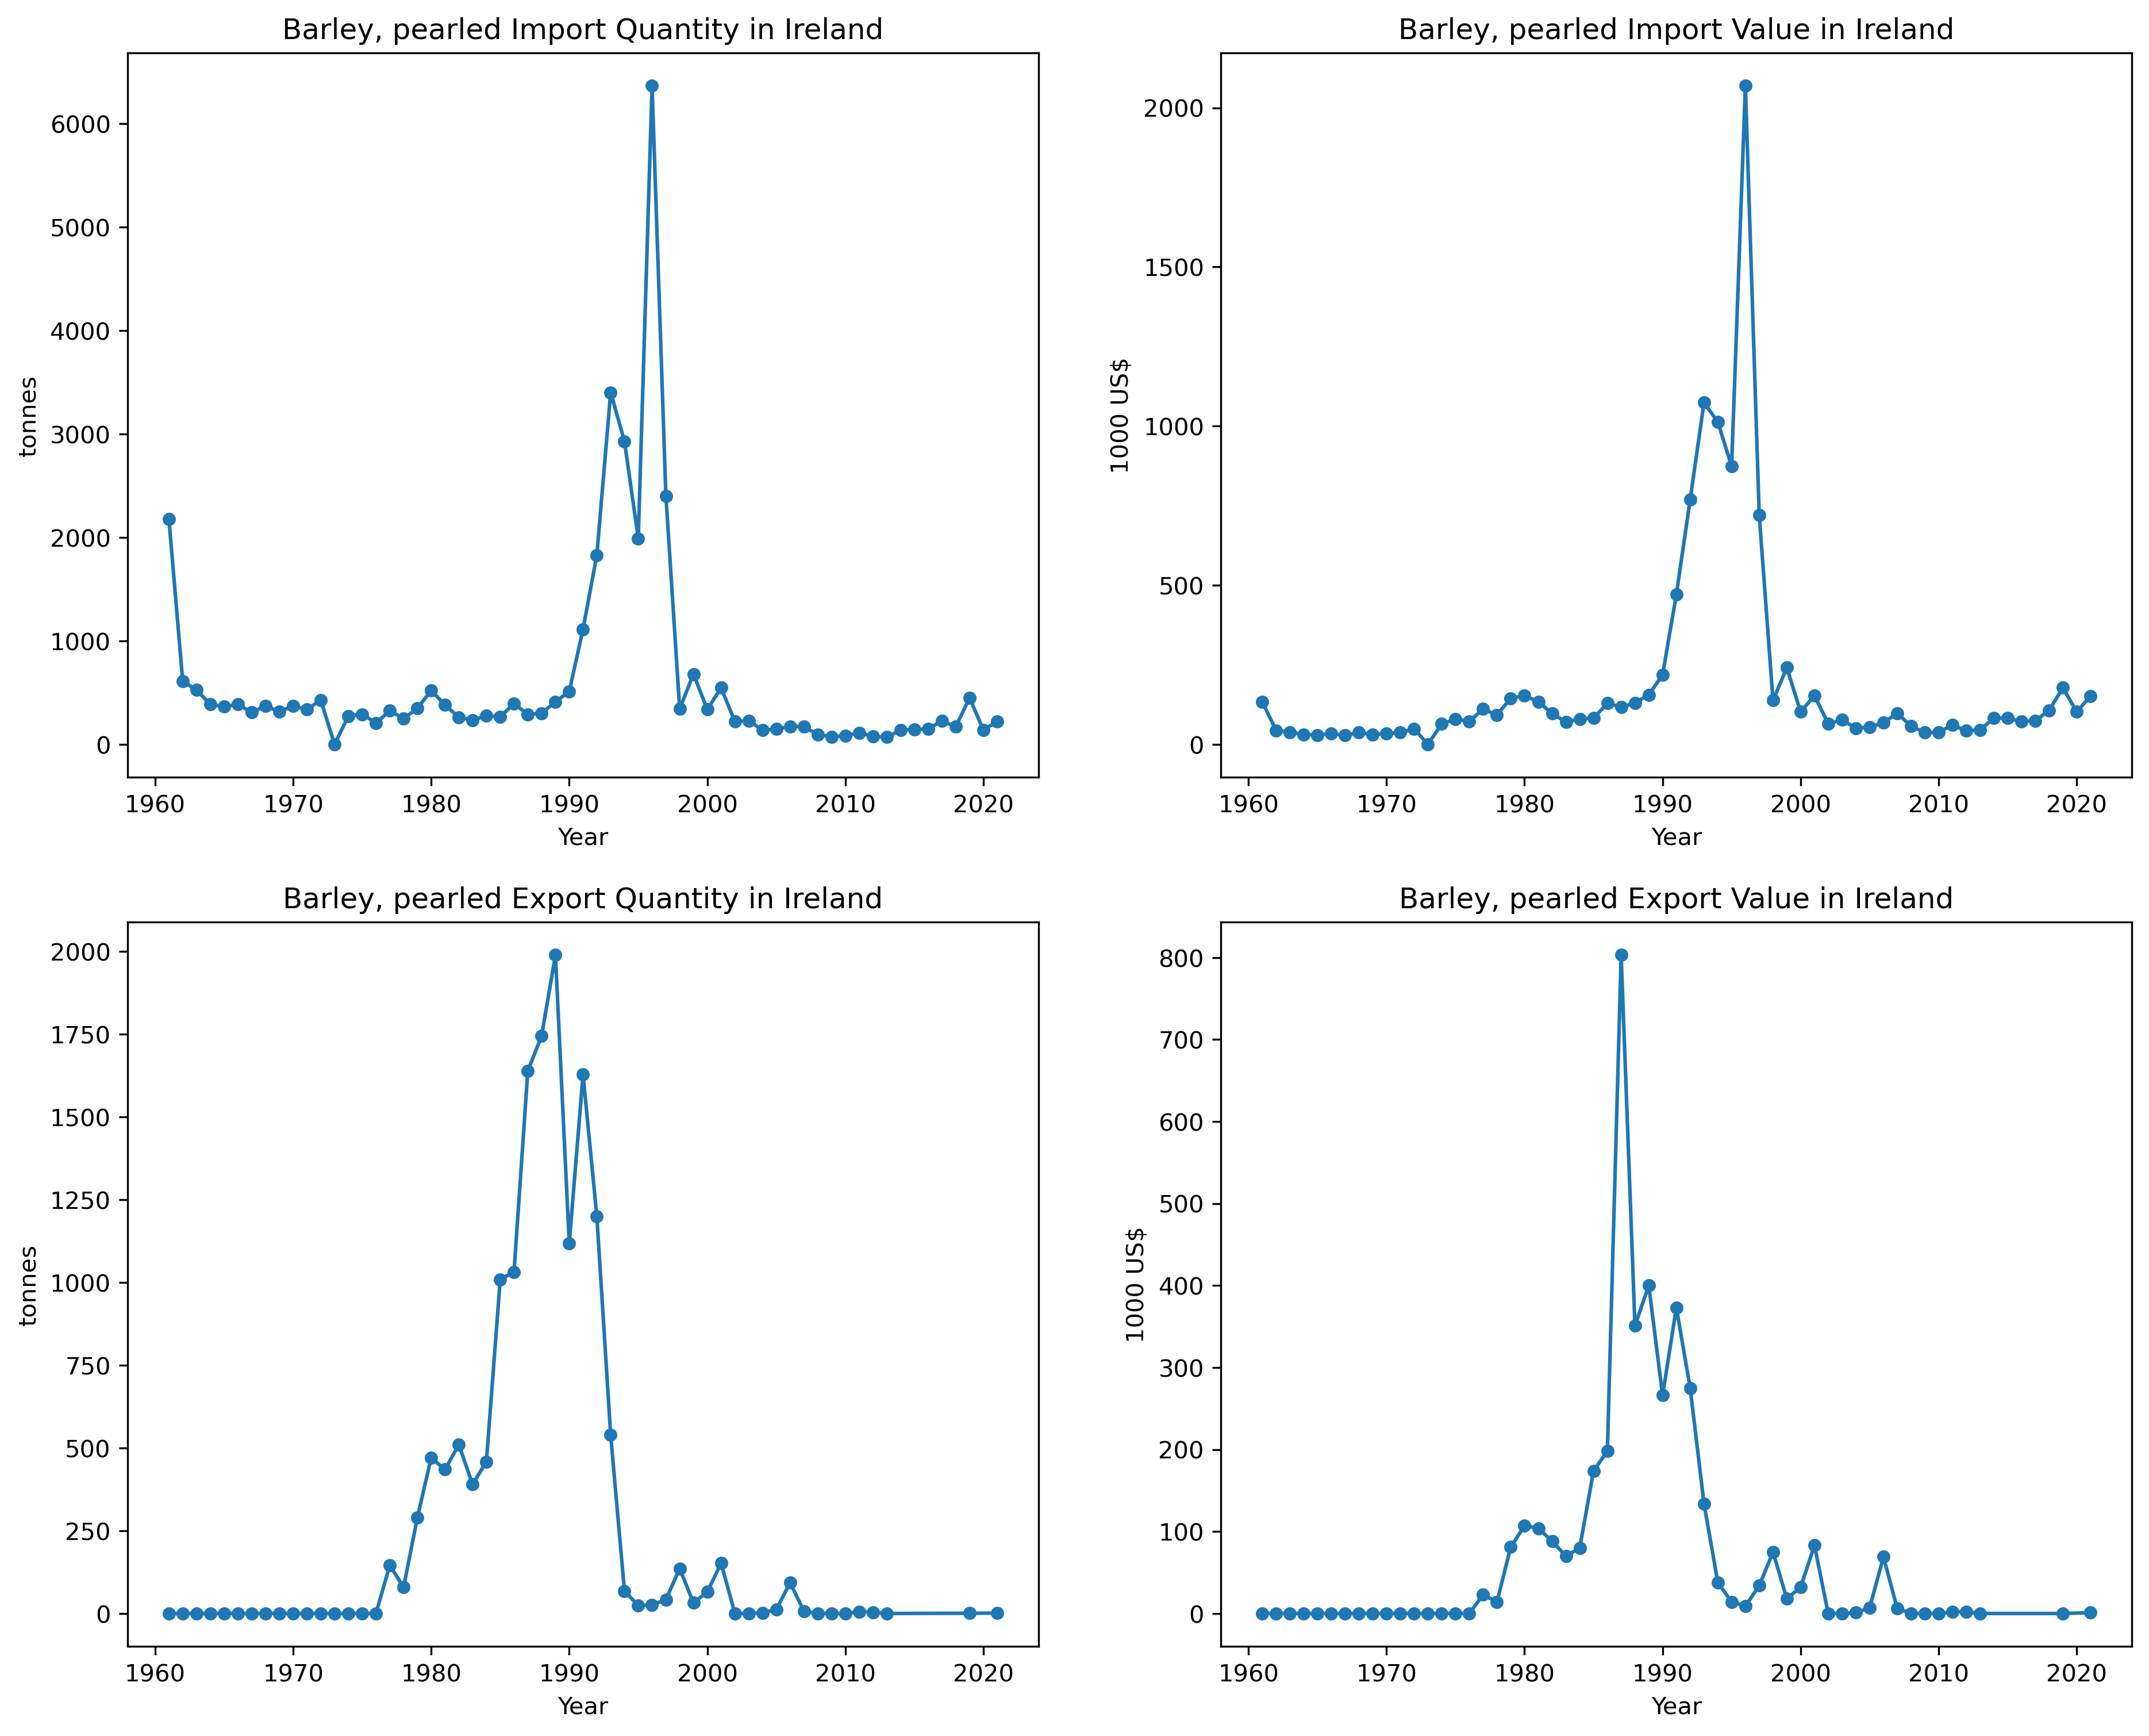 Barley, pearled Import Quantity in Ireland
6000
5000
4000
3000
2000
1000
0
tonnes
1960 1970 1980 1990 2000 2010 2020
Year
Barley, pearled Import Value in Ireland
2000
1500
1000
500
0
1000 US$
1960 1970 1980 1990 2000 2010 2020
Year
Barley, pearled Export Quantity in Ireland
2000
1750
1500
1250
1000
750
500
250
0
tonnes
1960 1970 1980 1990 2000 2010 2020
Year
Barley, pearled Export Value in Ireland
800
700
600
500
400
300
200
100
0
1000 US$
1960 1970 1980 1990 2000 2010 2020
Year